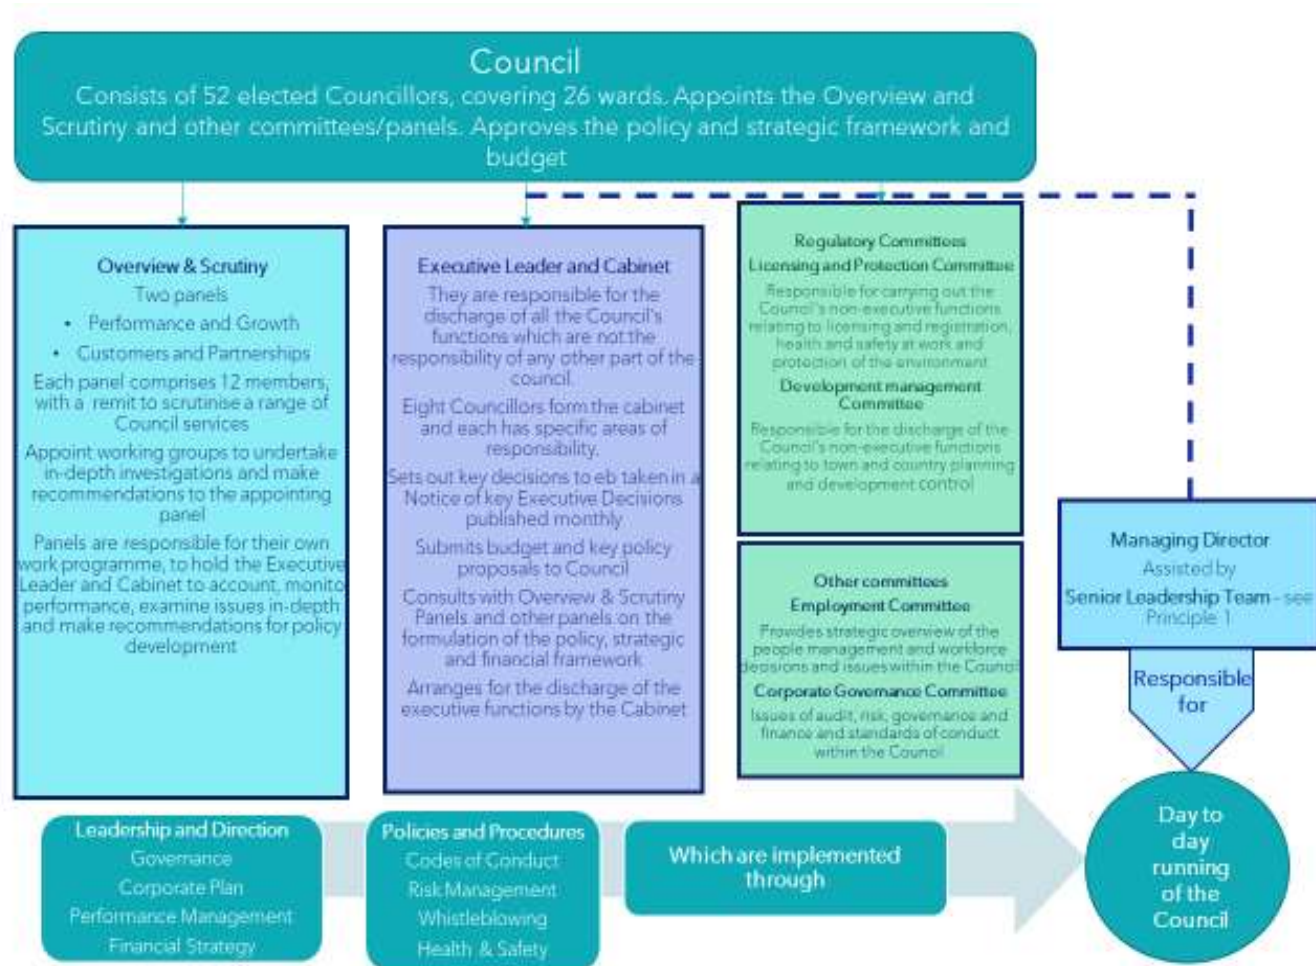 Council
Consists of 52 elected Councillors, covering 26 wards. Appoints the Overview and
Scrutiny and other committees/panels. Approves the policy and strategic framework and
budget
Overview & Scrutiny
Two panels
• Performance and Growth
• Customers and Partnerships
Each panel comprises 12 members,
with a remit to scrutinise a range of
Council services
Appoint working groups to undertake
in-depth investigations and make
recommendations to the appointing
panel
Panels are responsible for their own
work programme, to hold the Executive
Leader and Cabinet to account, monito
performance, examine issues in-depth
and make recommendations for policy
development
Executive Leader and Cabinet
They are responsible for the
discharge of all the Council's
functions which are not the
responsibility of any other part of the
council.
Eight Councillors form the cabinet
and each has specific areas of
responsibility.
Sets out key decisions to eb taken in a
Notice of key Executive Decisions
published monthly
Submits budget and key policy
proposals to Council
Consults with Overview & Scrutiny
Panels and other panels on the
formulation of the policy, strategic
and financial framework
Arranges for the discharge of the
executive functions by the Cabinet
Regulatory Committees
Licensing and Protection Committee
Responsible for carrying out the
Council's non-executive functions
relating to licensing and registration,
health and safety at work and
protection of the environment
Development management
Committee
Responsible for the discharge of the
Council's non-executive functions
relating to town and country planning
and development control
Other committees
Employment Committee
Provides strategic overview of the
people management and workforce
decisions and issues within the Council
Corporate Governance Committee
Issues of audit, risk, governance and
finance and standards of conduct
within the Council
Managing Director
Assisted by
Senior Leadership Team - see
Principle 1
Responsible
for
Day to
day
running
of the
Council
Leadership and Direction
Governance
Corporate Plan
Performance Management
Financial Strategy
Policies and Procedures
Codes of Conduct
Risk Management
Whistleblowing
Health & Safety
Which are implemented
through